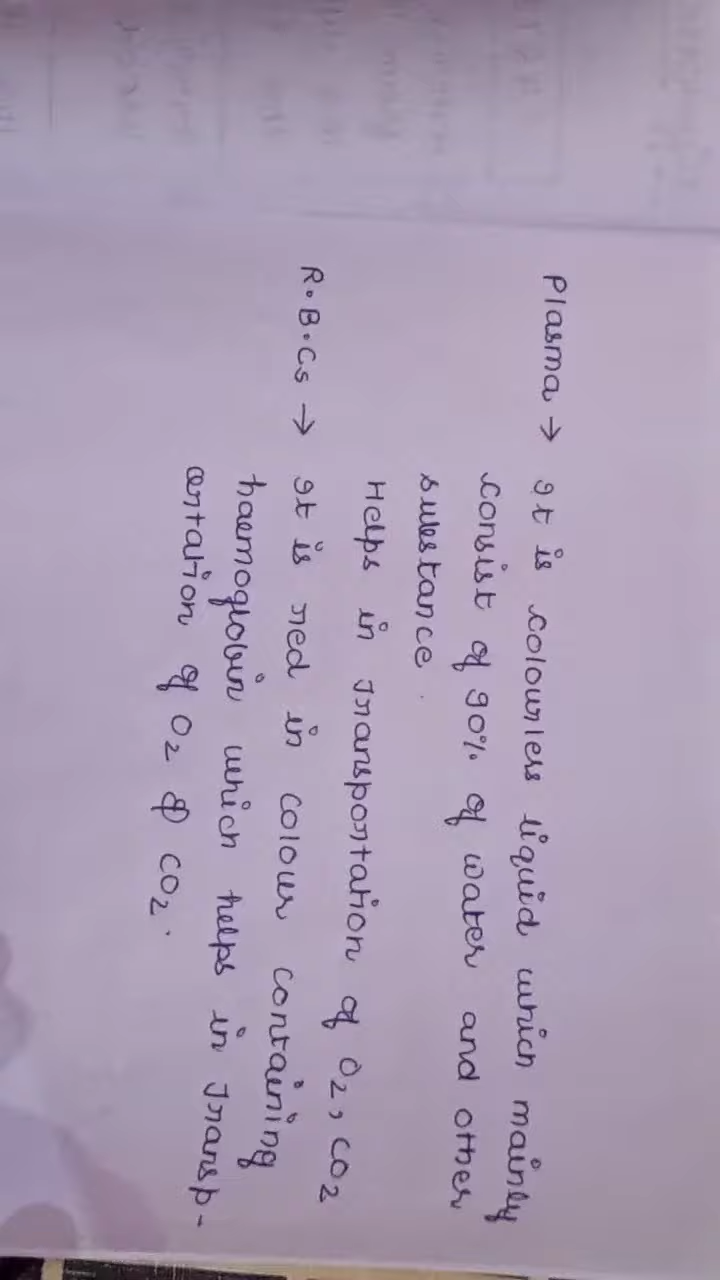 Plasma → It is colourless liquid which mainly
consist of 90% of water and other
substance.
Helps in Transportation of O2, CO2
R.B.Cs → It is red in colour containing
haemoglobin which helps in Transp-
ortation of O2 & CO2.